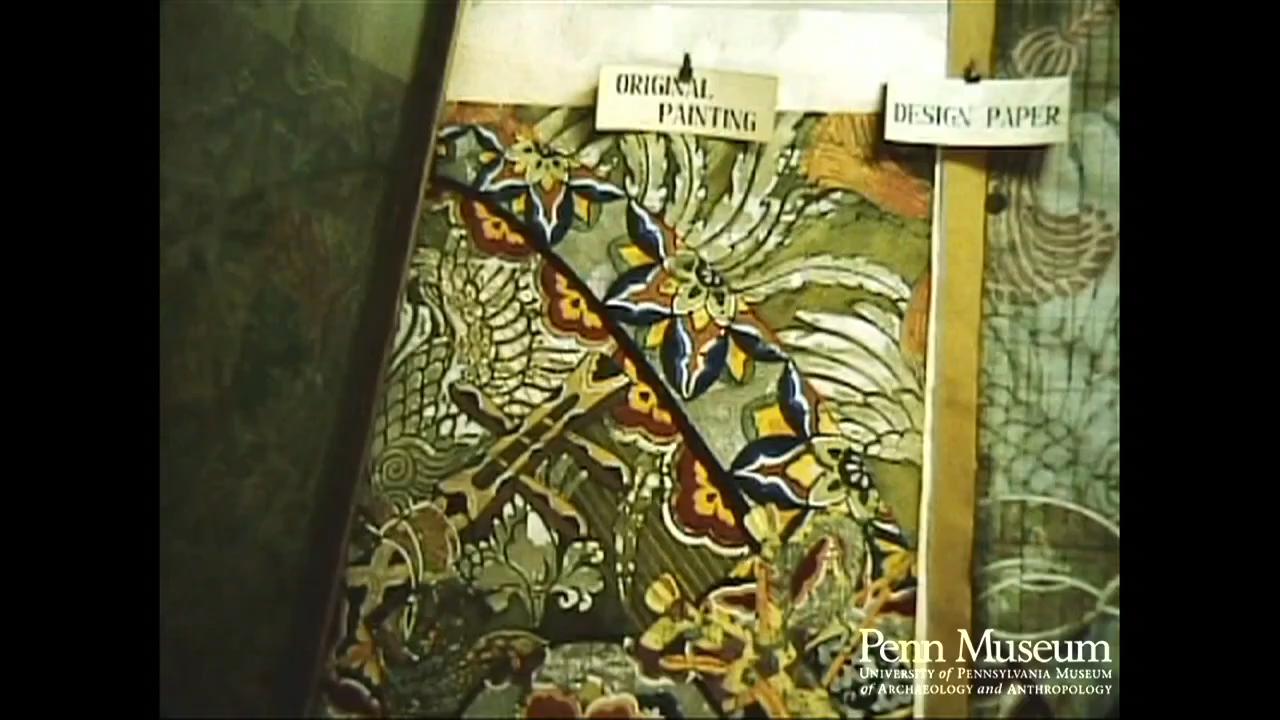 ORIGINAL
PAINTING
DESIGN PAPER
Penn Museum
University of Pennsylvania Museum
of Archaeology and Anthropology